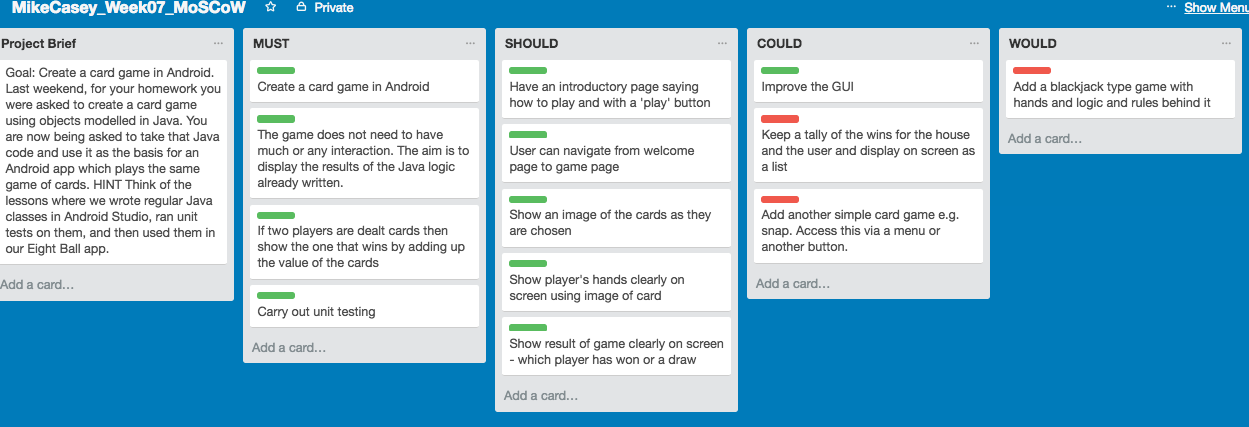 MikeCasey_Week07_MoSCoW
Private
... Show Menu
Project Brief
Goal: Create a card game in Android.
Last weekend, for your homework you
were asked to create a card game
using objects modelled in Java. You
are now being asked to take that Java
code and use it as the basis for an
Android app which plays the same
game of cards. HINT Think of the
lessons where we wrote regular Java
classes in Android Studio, ran unit
tests on them, and then used them in
our Eight Ball app.
Add a card...
MUST
Create a card game in Android
The game does not need to have
much or any interaction. The aim is to
display the results of the Java logic
already written.
If two players are dealt cards then
show the one that wins by adding up
the value of the cards
Carry out unit testing
Add a card...
SHOULD
Have an introductory page saying
how to play and with a 'play' button
User can navigate from welcome
page to game page
Show an image of the cards as they
are chosen
Show player's hands clearly on
screen using image of card
Show result of game clearly on screen
- which player has won or a draw
Add a card...
COULD
Improve the GUI
Keep a tally of the wins for the house
and the user and display on screen as
a list
Add another simple card game e.g.
snap. Access this via a menu or
another button.
Add a card...
WOULD
Add a blackjack type game with
hands and logic and rules behind it
Add a card...